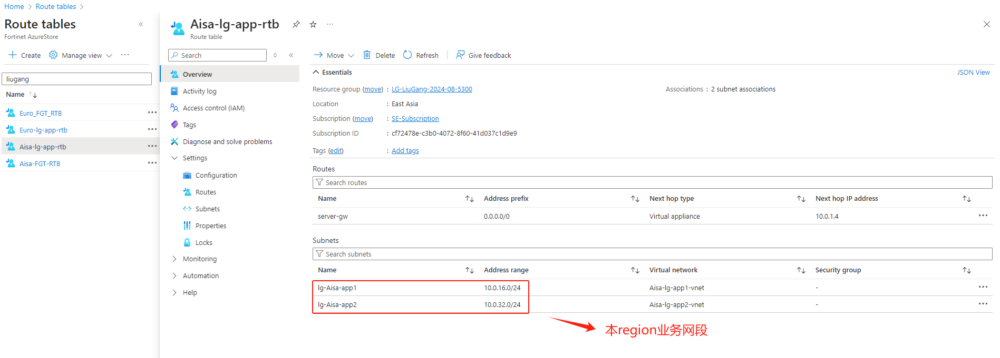 Home > Route tables >
Route tables «
Fortinet AzureStore
Create Manage view ···
liugang
Name ↑↓
Euro_FGT_RTB ···
Euro-lg-app-rtb ···
Aisa-lg-app-rtb ···
Aisa-FGT-RTB ···
Aisa-lg-app-rtb ···
Route table
Search «
Overview
Activity log
Access control (IAM)
Tags
Diagnose and solve problems
Settings
Configuration
Routes
Subnets
Properties
Locks
Monitoring
Automation
Help
Move Delete Refresh Give feedback
Essentials JSON View
Resource group (move) : LG-LiuGang-2024-08-5300
Associations : 2 subnet associations
Location : East Asia
Subscription (move) : SE-Subscription
Subscription ID : cf72478e-c3b0-4072-8f60-41d037c1d9e9
Tags (edit) : Add tags
Routes
Search routes
Name ↑↓ Address prefix ↑↓ Next hop type ↑↓ Next hop IP address ↑↓
server-gw 0.0.0.0/0 Virtual appliance 10.0.1.4 ···
Subnets
Search subnets
Name ↑↓ Address range ↑↓ Virtual network ↑↓ Security group ↑↓
lg-Aisa-app1 10.0.16.0/24 Aisa-lg-app1-vnet - ···
lg-Aisa-app2 10.0.32.0/24 Aisa-lg-app2-vnet - ···
本region业务网段